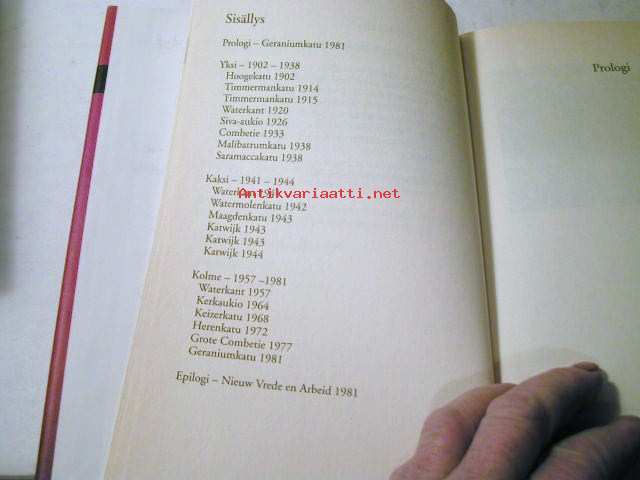 Sisällys
Prologi – Geraniumkatu 1981
Yksi – 1902 – 1938
Hoogekatu 1902
Timmermankatu 1914
Timmermankatu 1915
Waterkant 1920
Siva-aukio 1926
Combetie 1933
Malibatrumkatu 1938
Saramaccakatu 1938
Kaksi – 1941 – 1944
Waterkant
Antikvariaatti.net
Watermolenkatu 1942
Maagdenkatu 1943
Katwijk 1943
Katwijk 1943
Katwijk 1944
Kolme – 1957 –1981
Waterkant 1957
Kerkaukio 1964
Keizerkatu 1968
Herenkatu 1972
Grote Combetie 1977
Geraniumkatu 1981
Epilogi – Nieuw Vrede en Arbeid 1981
Prologi